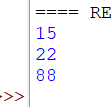 ==== RE
15
22
88
>>>